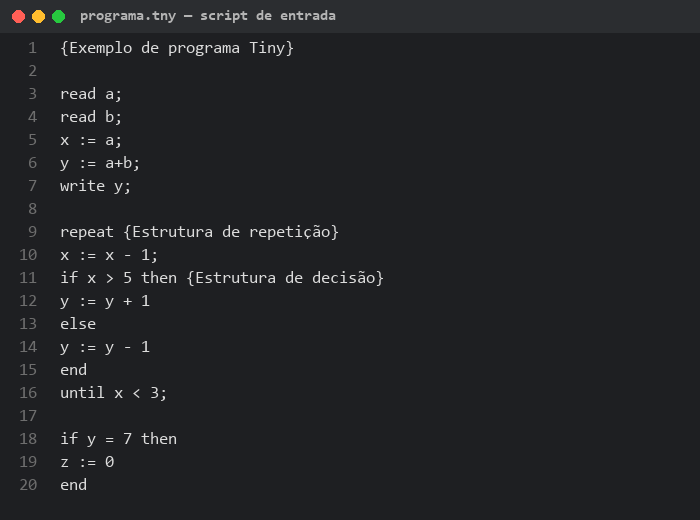 programa.tny — script de entrada
1 {Exemplo de programa Tiny}
2
3 read a;
4 read b;
5 x := a;
6 y := a+b;
7 write y;
8
9 repeat {Estrutura de repetição}
10 x := x - 1;
11 if x > 5 then {Estrutura de decisão}
12 y := y + 1
13 else
14 y := y - 1
15 end
16 until x < 3;
17
18 if y = 7 then
19 z := 0
20 end